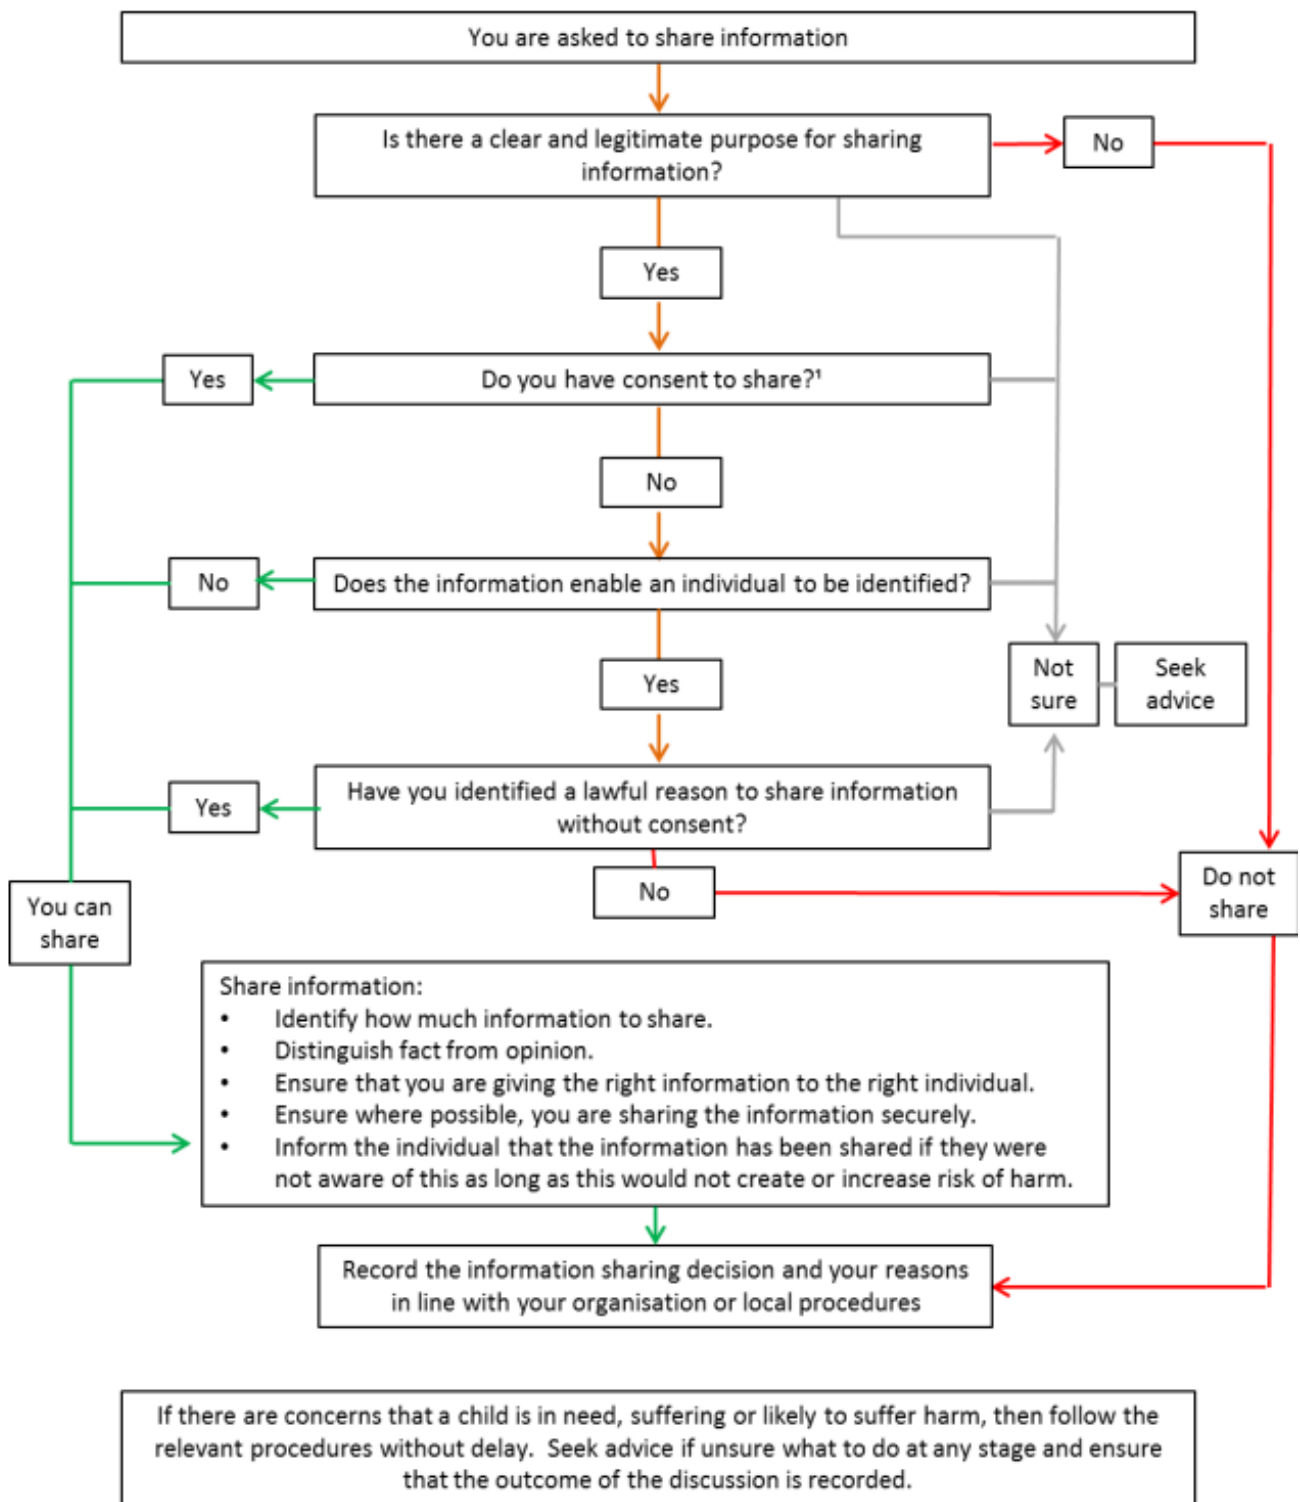 You are asked to share information
Is there a clear and legitimate purpose for sharing
information?
No
Yes
Yes
Do you have consent to share?¹
No
No
Does the information enable an individual to be identified?
Yes
Not
sure
Seek
advice
Yes
Have you identified a lawful reason to share information
without consent?
No
Do not
share
You can
share
Share information:
• Identify how much information to share.
• Distinguish fact from opinion.
• Ensure that you are giving the right information to the right individual.
• Ensure where possible, you are sharing the information securely.
• Inform the individual that the information has been shared if they were
not aware of this as long as this would not create or increase risk of harm.
Record the information sharing decision and your reasons
in line with your organisation or local procedures
If there are concerns that a child is in need, suffering or likely to suffer harm, then follow the
relevant procedures without delay. Seek advice if unsure what to do at any stage and ensure
that the outcome of the discussion is recorded.